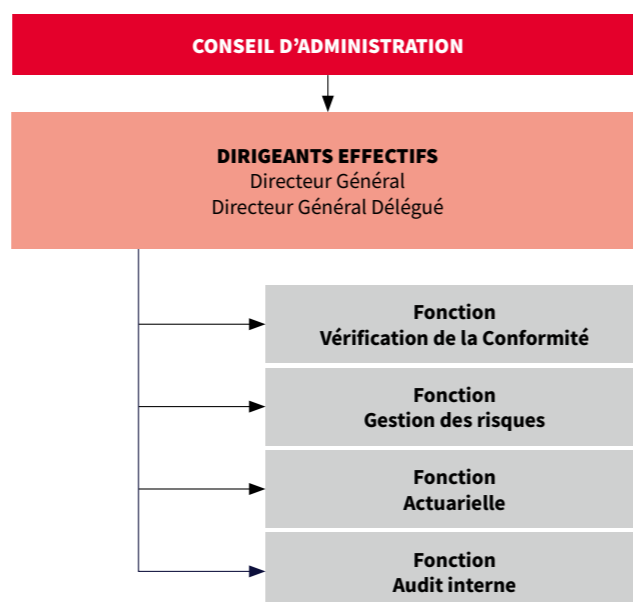 CONSEIL D’ADMINISTRATION
DIRIGEANTS EFFECTIFS
Directeur Général
Directeur Général Délégué
Fonction
Vérification de la Conformité
Fonction
Gestion des risques
Fonction
Actuarielle
Fonction
Audit interne